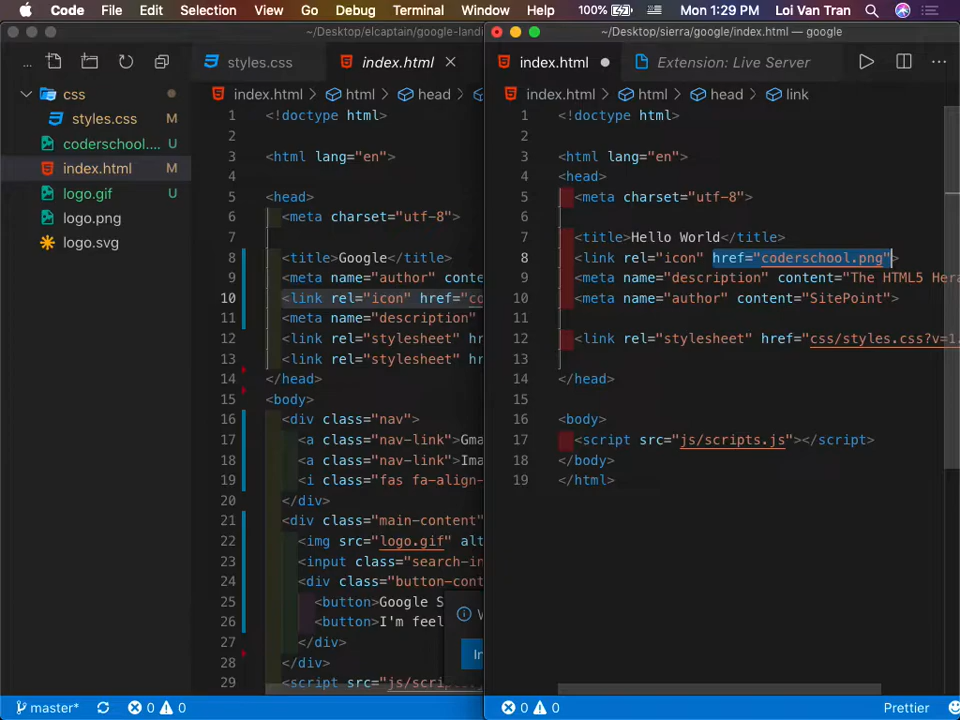 Code File Edit Selection View Go Debug Terminal Window Help 100% Mon 1:29 PM Loi Van Tran
~/Desktop/elcaptain/google-landi
... styles.css index.html
index.html > html > head >
css
styles.css M
coderschool.... U
index.html M
logo.gif U
logo.png
logo.svg
1 <!doctype html>
2
3 <html lang="en">
4
5 <head>
6 <meta charset="utf-8">
7
8 <title>Google</title>
9 <meta name="author" conte
10 <link rel="icon" href="co
11 <meta name="description"
12 <link rel="stylesheet" hr
13 <link rel="stylesheet" hr
14 </head>
15 <body>
16 <div class="nav">
17 <a class="nav-link">Gma
18 <a class="nav-link">Ima
19 <i class="fas fa-align-
20 </div>
21 <div class="main-content"
22 <img src="logo.gif" alt
23 <input class="search-in
24 <div class="button-cont
25 <button>Google S
26 <button>I'm feel
27 </div>
28 </div>
29 <script src="js/scrip
In
master* 0 0
~/Desktop/sierra/google/index.html — google
index.html Extension: Live Server ...
index.html > html > head > link
1 <!doctype html>
2
3 <html lang="en">
4 <head>
5 <meta charset="utf-8">
6
7 <title>Hello World</title>
8 <link rel="icon" href="coderschool.png">
9 <meta name="description" content="The HTML5 Hera
10 <meta name="author" content="SitePoint">
11
12 <link rel="stylesheet" href="css/styles.css?v=1.
13
14 </head>
15
16 <body>
17 <script src="js/scripts.js"></script>
18 </body>
19 </html>
0 0 Prettier